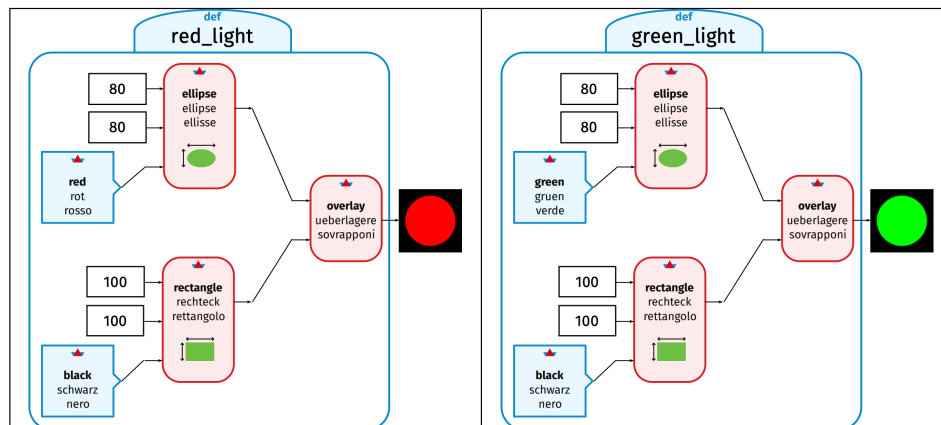 def
red_light
80
80
ellipse
ellipse
ellisse
red
rot
rosso
overlay
ueberlagere
sovrapponi
100
100
rectangle
rechteck
rettangolo
black
schwarz
nero
def
green_light
80
80
ellipse
ellipse
ellisse
green
gruen
verde
overlay
ueberlagere
sovrapponi
100
100
rectangle
rechteck
rettangolo
black
schwarz
nero